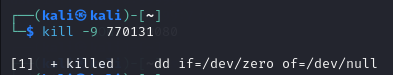 ┌──(kali㉿kali)-[~]
└─$ kill -9 770131
[1]  + killed     dd if=/dev/zero of=/dev/null